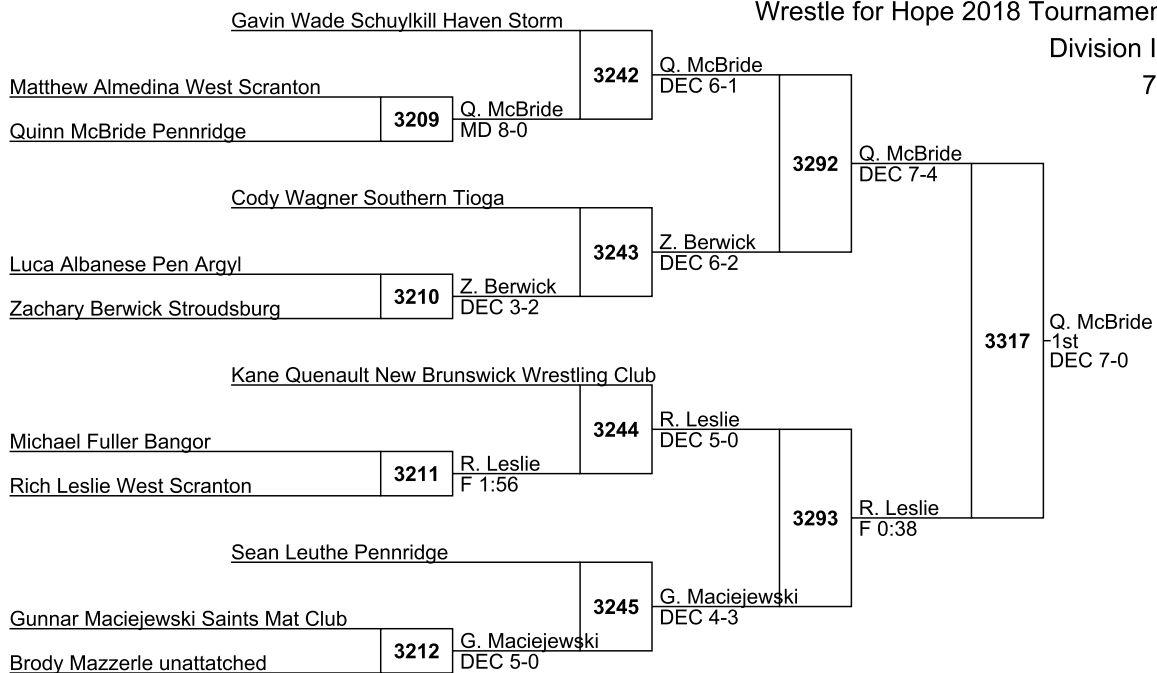 Wrestle for Hope 2018 Tournamen
Division I
7
Gavin Wade Schuylkill Haven Storm
3242
Q. McBride
DEC 6-1
Matthew Almedina West Scranton
3209
Q. McBride
MD 8-0
Quinn McBride Pennridge
3292
Q. McBride
DEC 7-4
Cody Wagner Southern Tioga
3243
Z. Berwick
DEC 6-2
Luca Albanese Pen Argyl
3210
Z. Berwick
DEC 3-2
Zachary Berwick Stroudsburg
3317
Q. McBride
1st
DEC 7-0
Kane Quenault New Brunswick Wrestling Club
3244
R. Leslie
DEC 5-0
Michael Fuller Bangor
3211
R. Leslie
F 1:56
Rich Leslie West Scranton
3293
R. Leslie
F 0:38
Sean Leuthe Pennridge
3245
G. Maciejewski
DEC 4-3
Gunnar Maciejewski Saints Mat Club
3212
G. Maciejewski
DEC 5-0
Brody Mazzerle unattatched